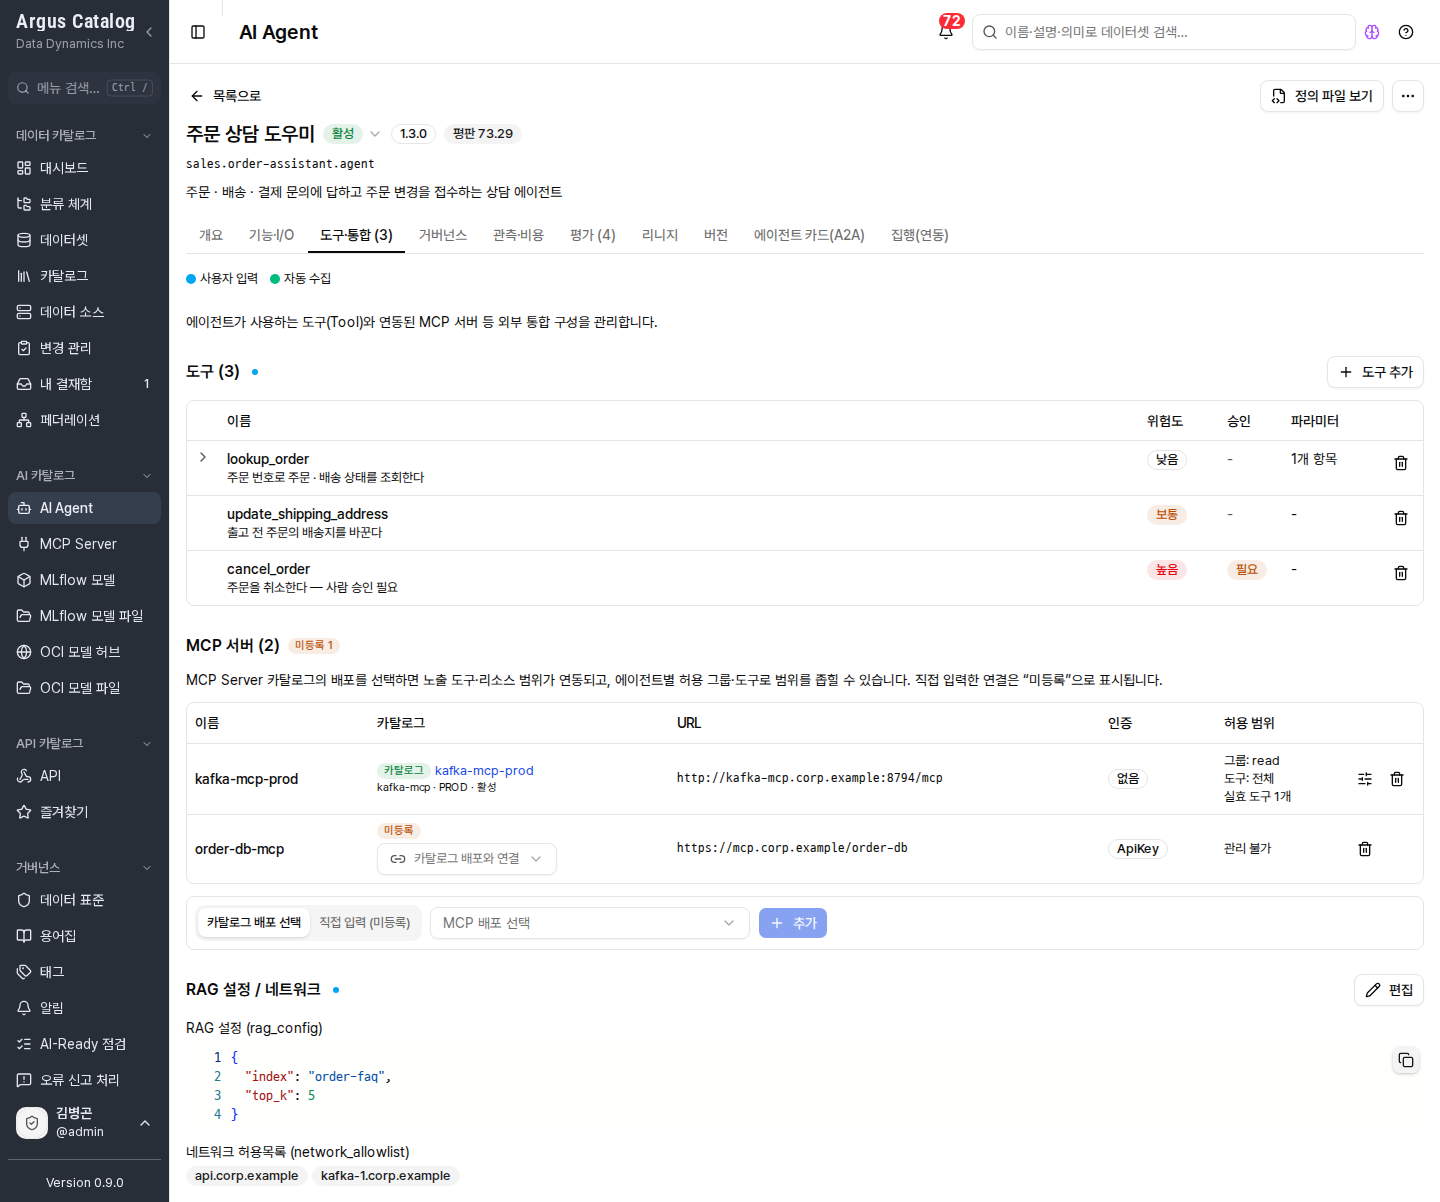 Argus Catalog
Data Dynamics Inc
메뉴 검색... Ctrl /
데이터 카탈로그
대시보드
분류 체계
데이터셋
카탈로그
데이터 소스
변경 관리
내 결재함 1
페더레이션
AI 카탈로그
AI Agent
MCP Server
MLflow 모델
MLflow 모델 파일
OCI 모델 허브
OCI 모델 파일
API 카탈로그
API
즐겨찾기
거버넌스
데이터 표준
용어집
태그
알림
AI-Ready 점검
오류 신고 처리
김병곤
@admin
Version 0.9.0
AI Agent
72
이름·설명·의미로 데이터셋 검색...
목록으로
정의 파일 보기
주문 상담 도우미 활성 1.3.0 평판 73.29
sales.order-assistant.agent
주문 · 배송 · 결제 문의에 답하고 주문 변경을 접수하는 상담 에이전트
개요 기능·I/O 도구·통합 (3) 거버넌스 관측·비용 평가 (4) 리니지 버전 에이전트 카드(A2A) 집행(연동)
사용자 입력 자동 수집
에이전트가 사용하는 도구(Tool)와 연동된 MCP 서버 등 외부 통합 구성을 관리합니다.
도구 (3)
도구 추가
이름 위험도 승인 파라미터
lookup_order 낮음 - 1개 항목
주문 번호로 주문 · 배송 상태를 조회한다
update_shipping_address 보통 - -
출고 전 주문의 배송지를 바꾼다
cancel_order 높음 필요 -
주문을 취소한다 — 사람 승인 필요
MCP 서버 (2) 미등록 1
MCP Server 카탈로그의 배포를 선택하면 노출 도구·리소스 범위가 연동되고, 에이전트별 허용 그룹·도구로 범위를 좁힐 수 있습니다. 직접 입력한 연결은 “미등록”으로 표시됩니다.
이름 카탈로그 URL 인증 허용 범위
kafka-mcp-prod 카탈로그 kafka-mcp-prod http://kafka-mcp.corp.example:8794/mcp 없음 그룹: read
kafka-mcp · PROD · 활성 도구: 전체
실효 도구 1개
order-db-mcp 미등록 https://mcp.corp.example/order-db ApiKey 관리 불가
카탈로그 배포와 연결
카탈로그 배포 선택 직접 입력 (미등록) MCP 배포 선택 추가
RAG 설정 / 네트워크
편집
RAG 설정 (rag_config)
1 {
2 "index": "order-faq",
3 "top_k": 5
4 }
네트워크 허용목록 (network_allowlist)
api.corp.example kafka-1.corp.example